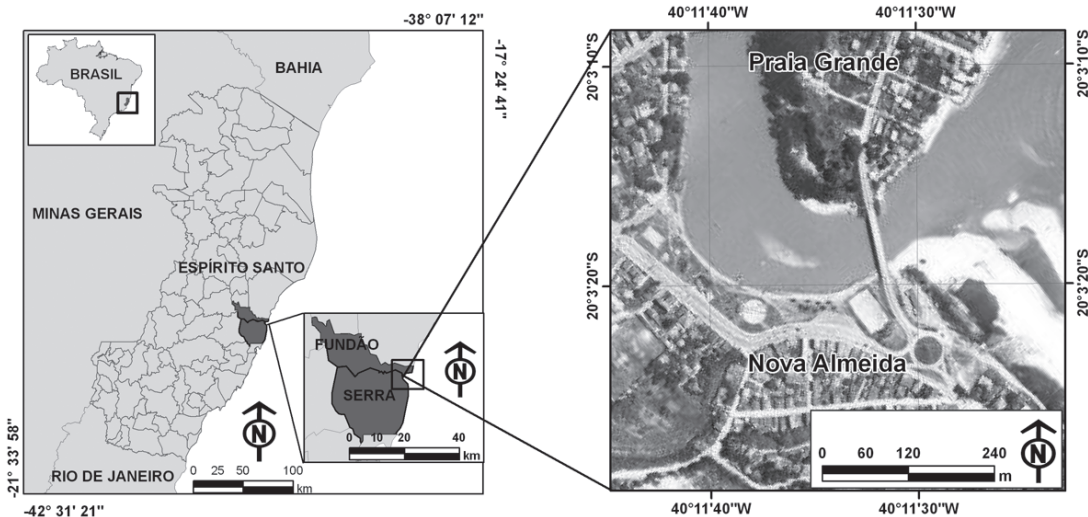 -38° 07' 12"
-17° 24' 41"
BRASIL
BAHIA
MINAS GERAIS
ESPÍRITO SANTO
FUNDÃO
SERRA
N
0 10 20 40
km
N
0 25 50 100
km
RIO DE JANEIRO
-21° 33' 58"
-42° 31' 21"
40°11'40"W
40°11'30"W
20°3'10"S
20°3'10"S
Praia Grande
20°3'20"S
20°3'20"S
Nova Almeida
0 60 120 240
m
N
40°11'40"W
40°11'30"W